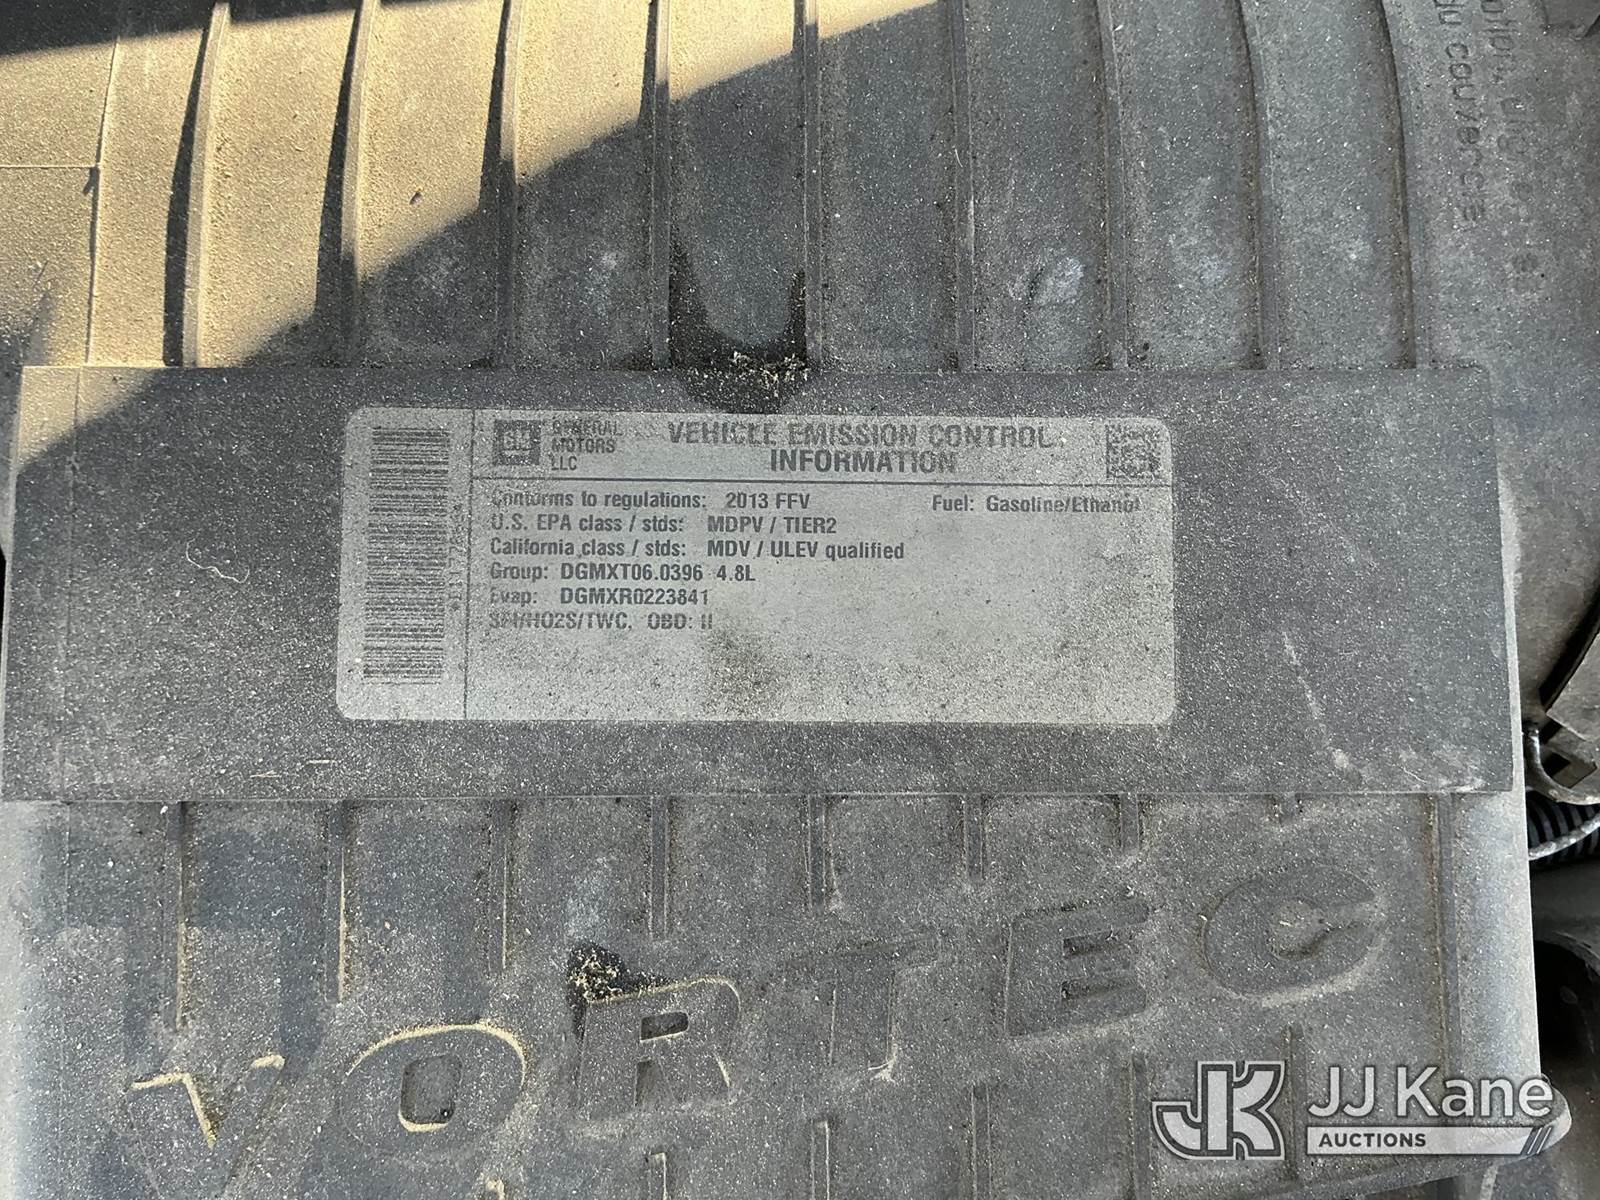 GM
GENERAL
MOTORS
LLC
VEHICLE EMISSION CONTROL
INFORMATION
Conforms to regulations: 2013 FFV Fuel: Gasoline/Ethanol
U.S. EPA class / stds: MDPV / TIER2
California class / stds: MDV / ULEV qualified
Group: DGMXT06.0396 4.8L
Evap: DGMXR0223841
SFI/HO2S/TWC, OBD: II
VORTEC
JK JJ Kane
AUCTIONS